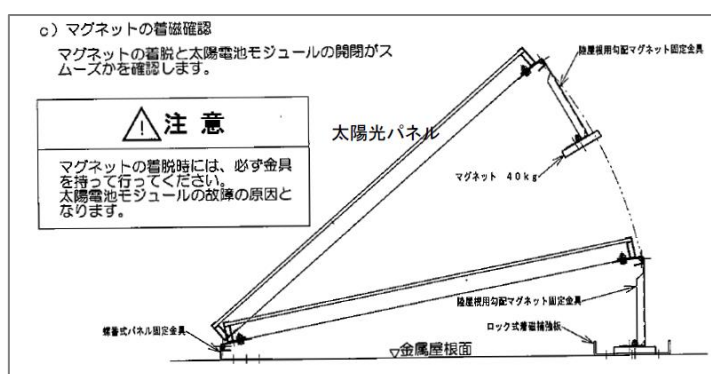 c) マグネットの着磁確認
マグネットの着脱と太陽電池モジュールの開閉がス
ムーズかを確認します。
注 意
マグネットの着脱時には、必ず金具
を持って行ってください。
太陽電池モジュールの故障の原因と
なります。
陸屋根用勾配マグネット固定金具
太陽光パネル
マグネット 40kg
陸屋根用勾配マグネット固定金具
蝶番式パネル固定金具
ロック式着磁補強板
▽金属屋根面